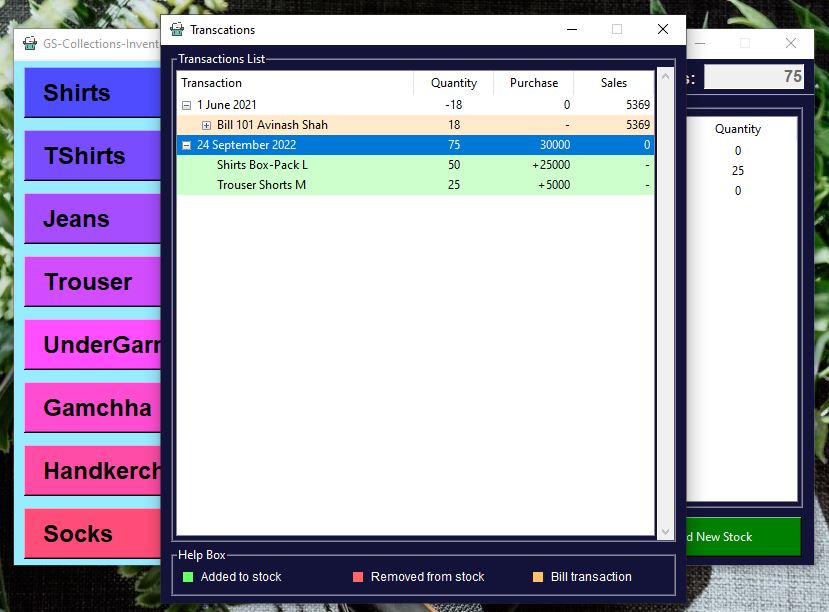 GS-Collections-Invent
Transcations
Shirts
TShirts
Jeans
Trouser
UnderGarm
Gamchha
Handkerch
Socks
Transactions List
Transaction Quantity Purchase Sales
1 June 2021 -18 0 5369
Bill 101 Avinash Shah 18 - 5369
24 September 2022 75 30000 0
Shirts Box-Pack L 50 +25000 -
Trouser Shorts M 25 +5000 -
Help Box
Added to stock Removed from stock Bill transaction
s: 75
Quantity
0
25
0
d New Stock